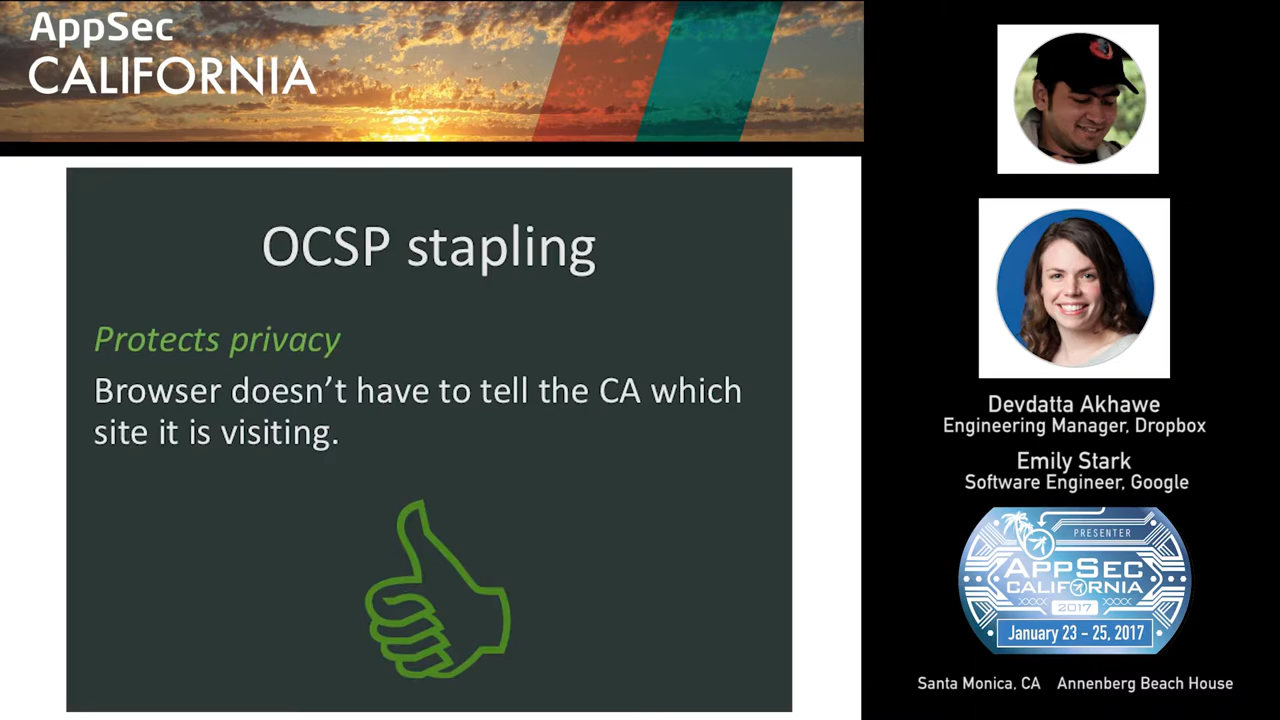 AppSec
CALIFORNIA
OCSP stapling
Protects privacy
Browser doesn't have to tell the CA which
site it is visiting.
Devdatta Akhawe
Engineering Manager, Dropbox
Emily Stark
Software Engineer, Google
PRESENTER
APPSEC
CALIFORNIA
2017
January 23 - 25, 2017
Santa Monica, CA Annenberg Beach House